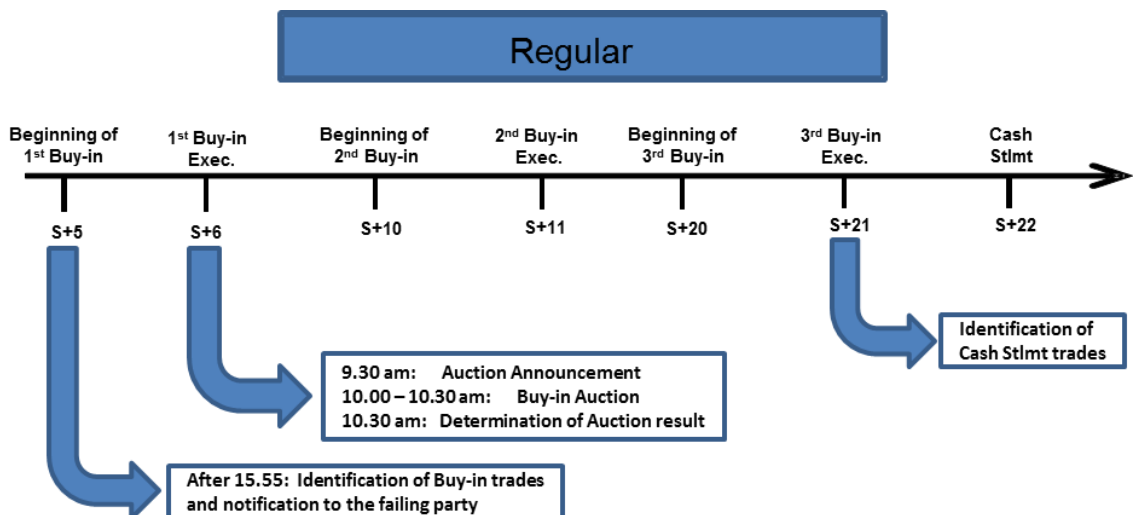 Regular
Beginning of
1st Buy-in
1st Buy-in
Exec.
Beginning of
2nd Buy-in
2nd Buy-in
Exec.
Beginning of
3rd Buy-in
3rd Buy-in
Exec.
Cash
Stlmt
S+5
S+6
S+10
S+11
S+20
S+21
S+22
Identification of
Cash Stlmt trades
9.30 am: Auction Announcement
10.00 – 10.30 am: Buy-in Auction
10.30 am: Determination of Auction result
After 15.55: Identification of Buy-in trades
and notification to the failing party